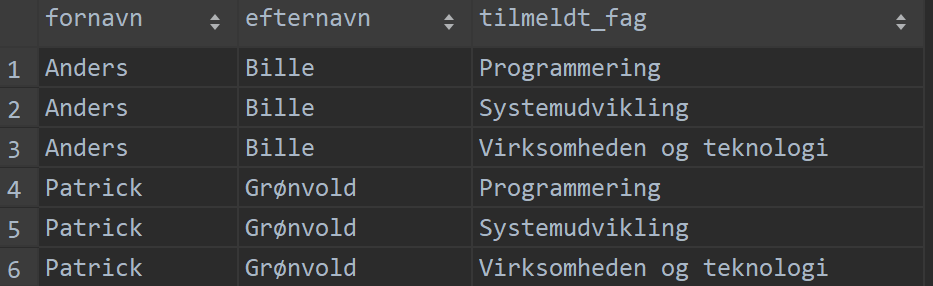 fornavn efternavn tilmeldt_fag
1 Anders Bille Programmering
2 Anders Bille Systemudvikling
3 Anders Bille Virksomheden og teknologi
4 Patrick Grønvold Programmering
5 Patrick Grønvold Systemudvikling
6 Patrick Grønvold Virksomheden og teknologi